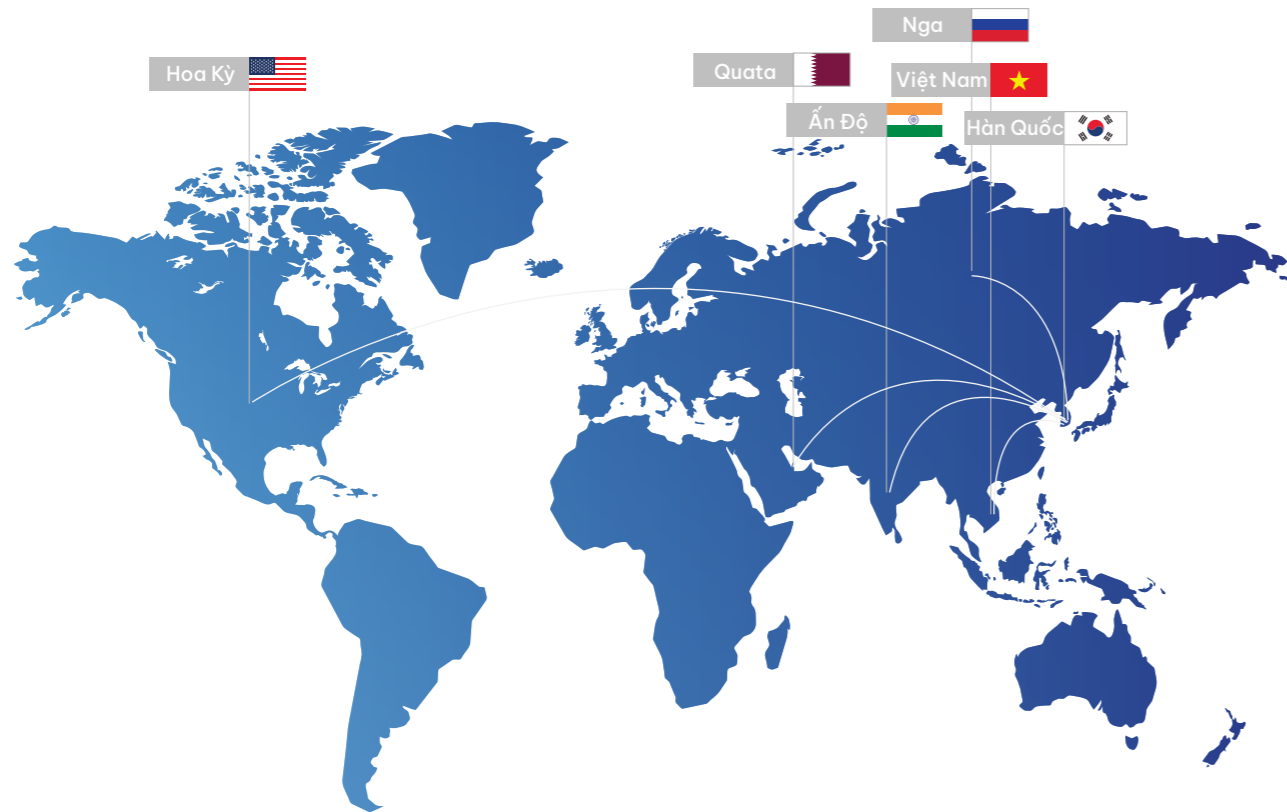 Nga
Hoa Kỳ
Quata
Việt Nam
Ấn Độ
Hàn Quốc